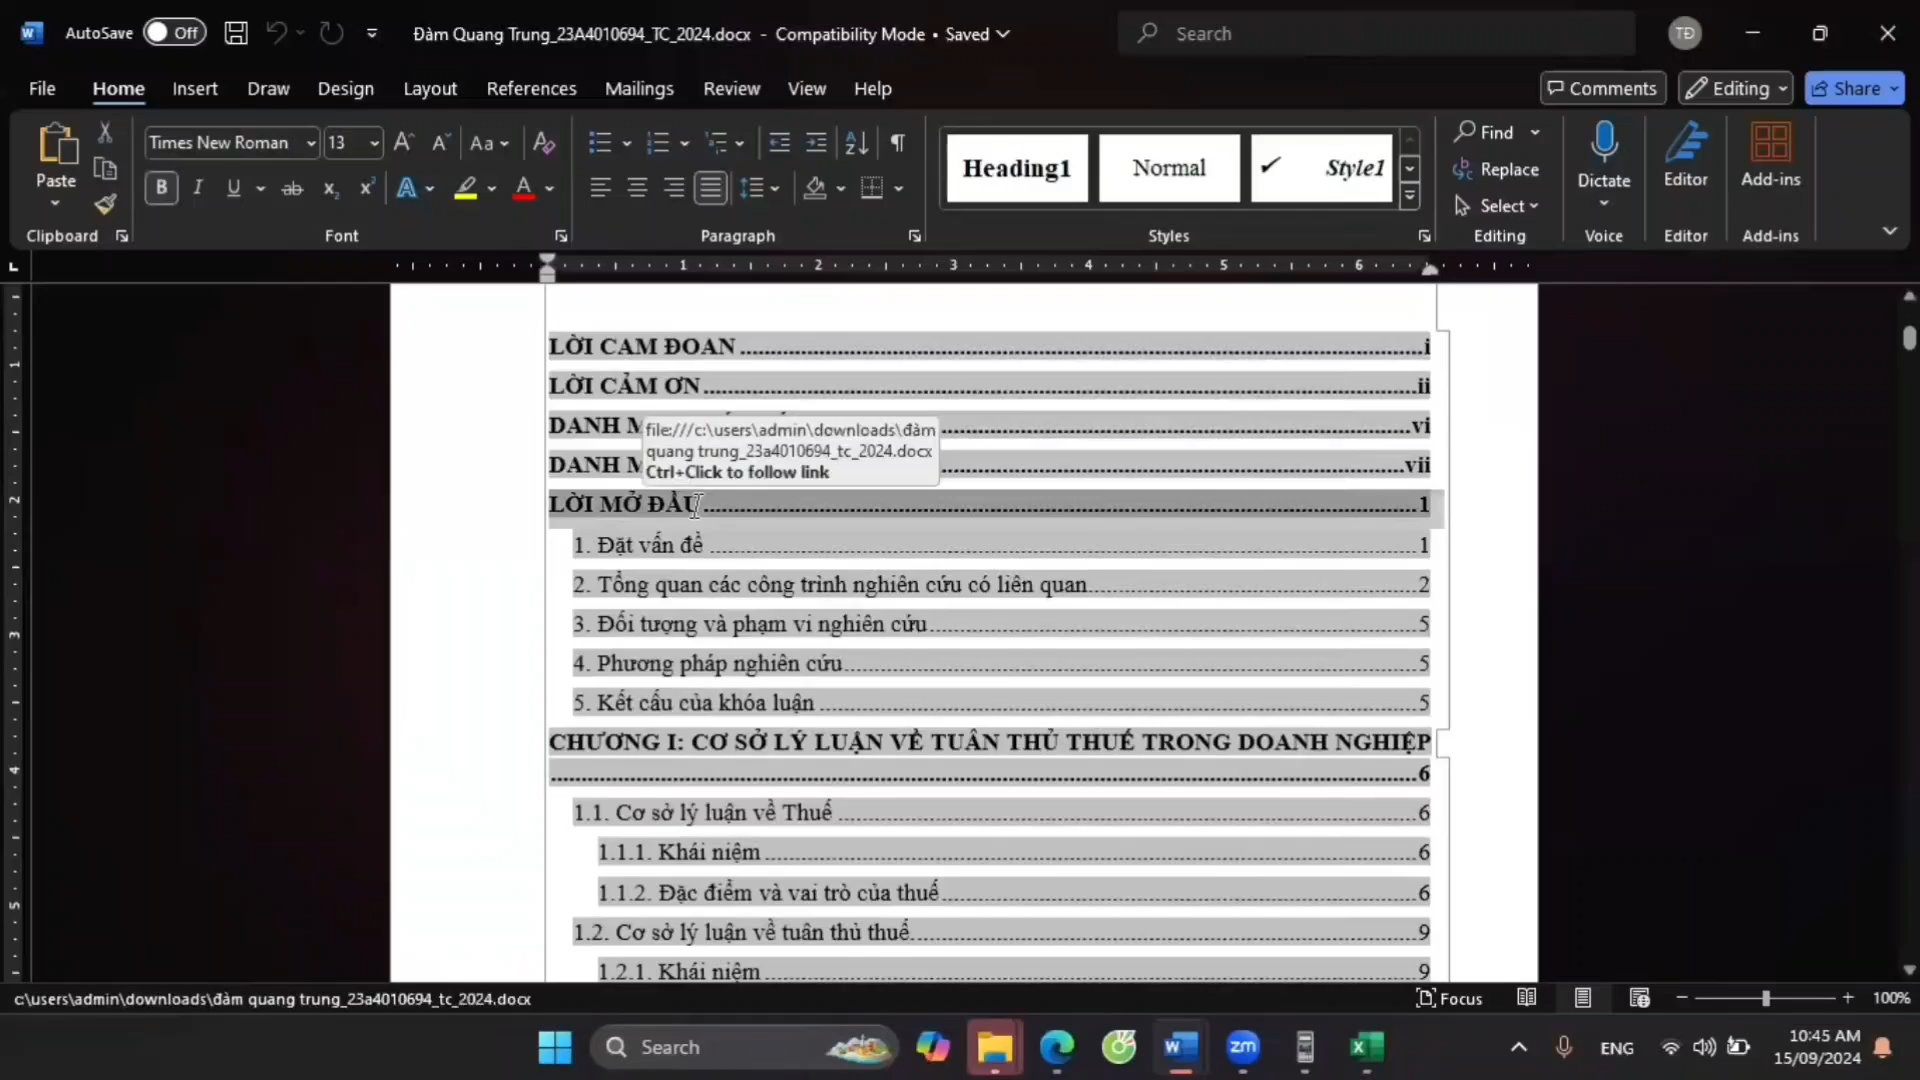 AutoSave Off Đàm Quang Trung_23A4010694_TC_2024.docx - Compatibility Mode • Saved Search TĐ
File Home Insert Draw Design Layout References Mailings Review View Help Comments Editing Share
Paste Times New Roman 13 Aa Heading1 Normal Style1 Find Replace Select Dictate Editor Add-ins
Clipboard Font Paragraph Styles Editing Voice Editor Add-ins
1 2 3 4 5 6
LỜI CAM ĐOAN i
LỜI CẢM ƠN ii
DANH M vi
DANH M vii
file:///c:\users\admin\downloads\đàm
quang trung_23a4010694_tc_2024.docx
Ctrl+Click to follow link
LỜI MỞ ĐẦU 1
1. Đặt vấn đề 1
2. Tổng quan các công trình nghiên cứu có liên quan 2
3. Đối tượng và phạm vi nghiên cứu 5
4. Phương pháp nghiên cứu 5
5. Kết cấu của khóa luận 5
CHƯƠNG I: CƠ SỞ LÝ LUẬN VỀ TUÂN THỦ THUẾ TRONG DOANH NGHIỆP
6
1.1. Cơ sở lý luận về Thuế 6
1.1.1. Khái niệm 6
1.1.2. Đặc điểm và vai trò của thuế 6
1.2. Cơ sở lý luận về tuân thủ thuế 9
1.2.1. Khái niệm 9
c:\users\admin\downloads\đàm quang trung_23a4010694_tc_2024.docx Focus 100%
Search zm ENG 10:45 AM
15/09/2024